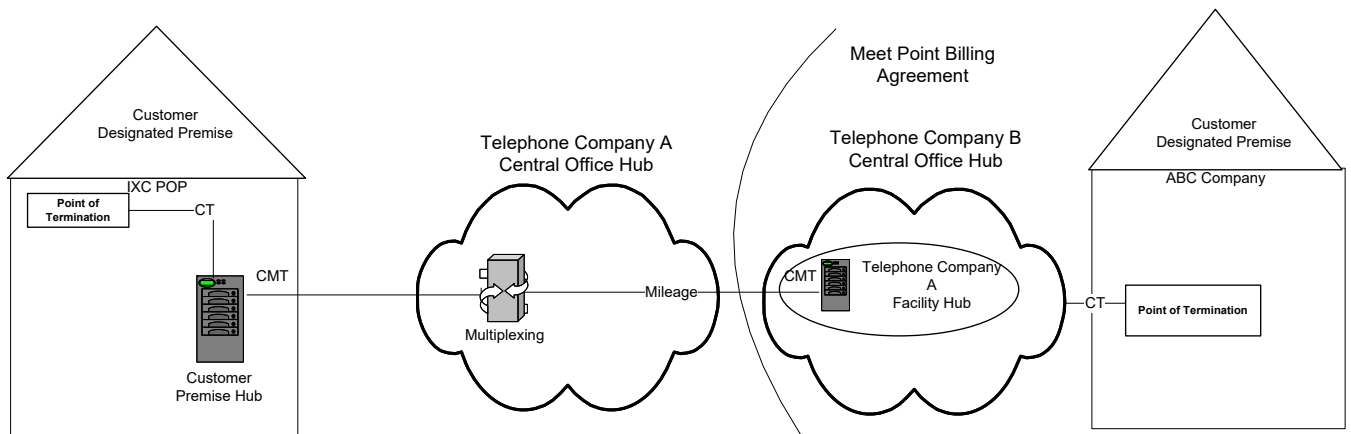 Customer
Designated Premise
IXC POP
Point of
Termination
CT
CMT
Customer
Premise Hub
Telephone Company A
Central Office Hub
Multiplexing
Mileage
Meet Point Billing
Agreement
Telephone Company B
Central Office Hub
CMT
Telephone Company
A
Facility Hub
CT
Customer
Designated Premise
ABC Company
Point of Termination